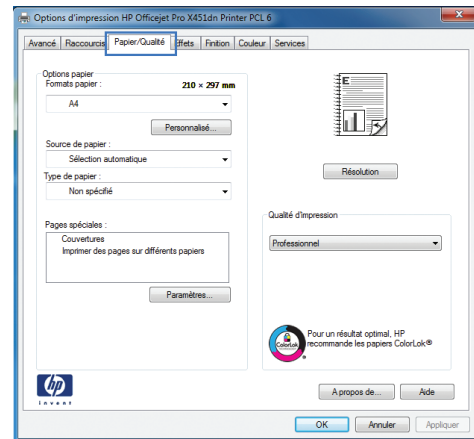 Options d'impression HP Officejet Pro X451dn Printer PCL 6
Avancé Raccourcis Papier/Qualité Effets Finition Couleur Services
Options papier
Formats papier :
210 × 297 mm
A4
Personnalisé...
Source de papier :
Sélection automatique
Type de papier :
Non spécifié
Pages spéciales :
Couvertures
Imprimer des pages sur différents papiers
Paramètres...
E
Résolution
Qualité d'impression
Professionnel
ColorLok
Pour un résultat optimal, HP
recommande les papiers ColorLok®
hp
invent
A propos de... Aide
OK Annuler Appliquer